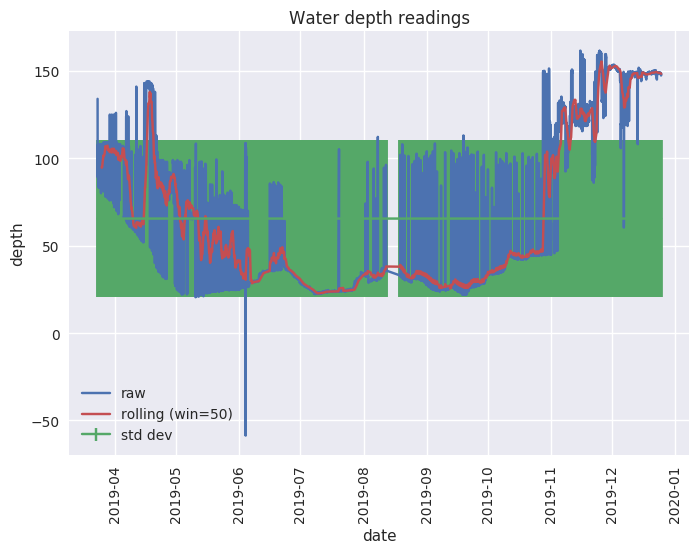 Water depth readings
depth
150
100
50
0
−50
raw
rolling (win=50)
std dev
2019-04
2019-05
2019-06
2019-07
2019-08
2019-09
2019-10
2019-11
2019-12
2020-01
date